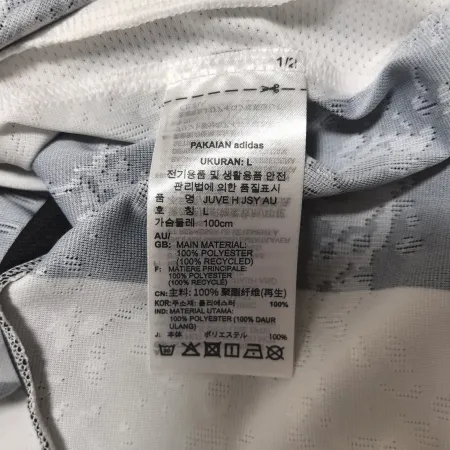 1/2
PAKAIAN adidas
UKURAN: L
전기용품 및 생활용품 안전
관리법에 의한 품질표시
품 명 JUVE H JSY AU
호 칭 L
가슴둘레 100cm
AU/
GB: MAIN MATERIAL:
100% POLYESTER
(100% RECYCLED)
F: MATIÈRE PRINCIPALE:
100% POLYESTER
(100% RECYCLÉ)
CN: 主料: 100% 聚酯纤维(再生)
KOR: 주소재: 폴리에스터 100%
IND: MATERIAL UTAMA:
100% POLYESTER (100% DAUR
ULANG)
J: 本体 ポリエステル 100%